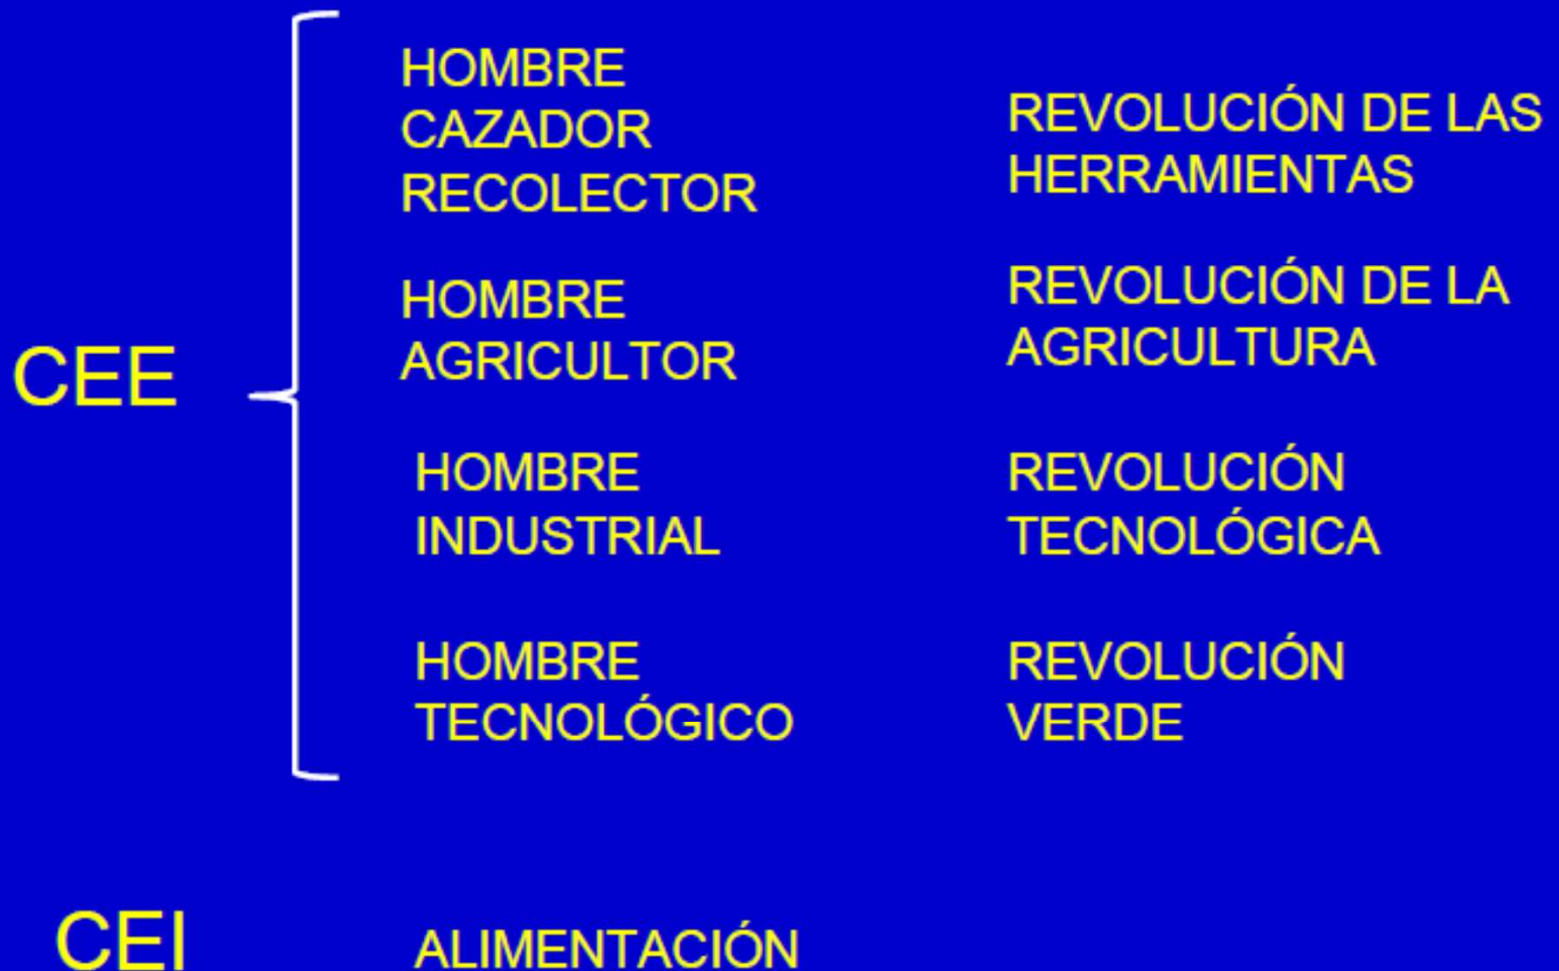 HOMBRE
CAZADOR
RECOLECTOR
REVOLUCIÓN DE LAS
HERRAMIENTAS
CEE
HOMBRE
AGRICULTOR
REVOLUCIÓN DE LA
AGRICULTURA
HOMBRE
INDUSTRIAL
REVOLUCIÓN
TECNOLÓGICA
HOMBRE
TECNOLÓGICO
REVOLUCIÓN
VERDE
CEI
ALIMENTACIÓN